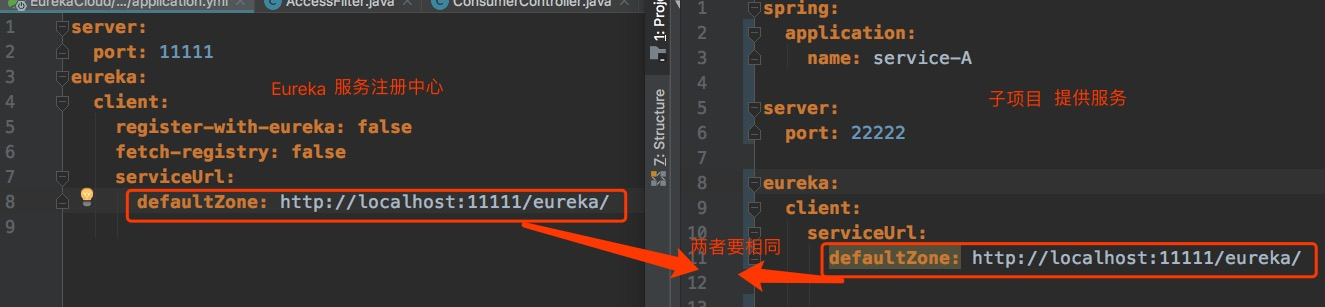 EurekaCloud/.../application.yml
AccessFilter.java
ConsumerController.java
1 server:
2 port: 11111
3 eureka:
4 client:
5 register-with-eureka: false
6 fetch-registry: false
7 serviceUrl:
8 defaultZone: http://localhost:11111/eureka/
9
Eureka 服务注册中心
1: Proje
7: Structure
1 spring:
2 application:
3 name: service-A
4
5 server:
6 port: 22222
7
8 eureka:
9 client:
10 serviceUrl:
11 defaultZone: http://localhost:11111/eureka/
12
13
子项目 提供服务
两者要相同